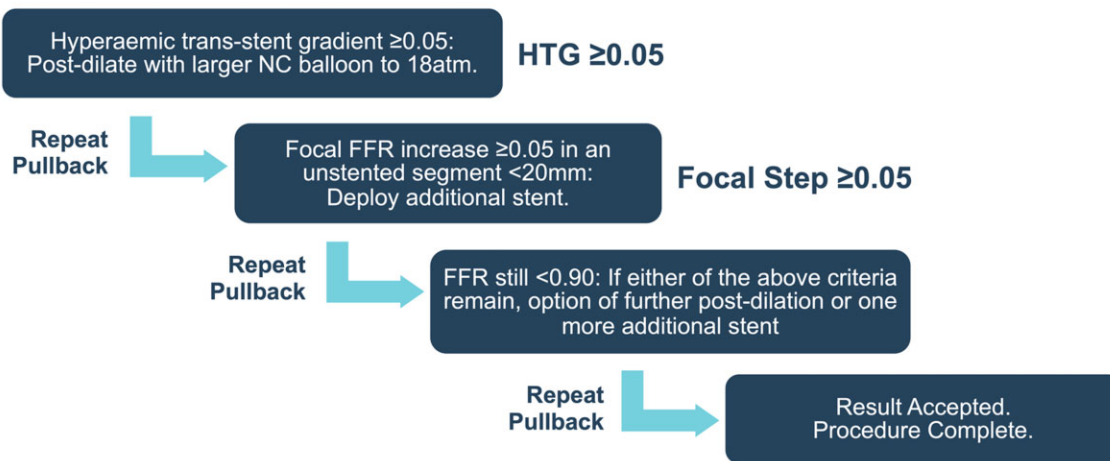 Hyperaemic trans-stent gradient ≥0.05:
Post-dilate with larger NC balloon to 18atm.
HTG ≥0.05
Repeat
Pullback
Focal FFR increase ≥0.05 in an
unstented segment <20mm:
Deploy additional stent.
Focal Step ≥0.05
Repeat
Pullback
FFR still <0.90: If either of the above criteria
remain, option of further post-dilation or one
more additional stent
Repeat
Pullback
Result Accepted.
Procedure Complete.